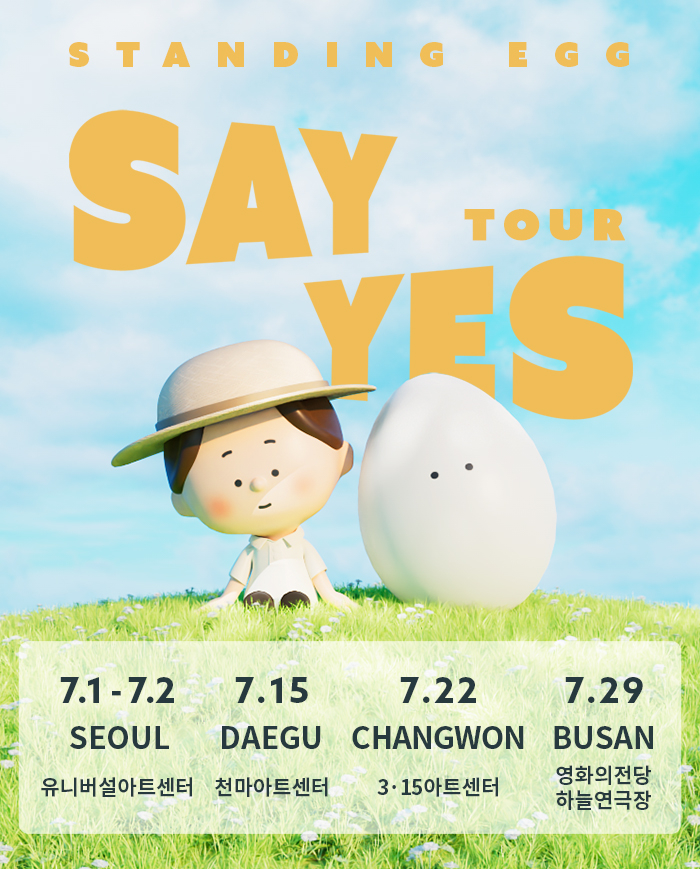 STANDING EGG
SAY
TOUR
YES
7.1 - 7.2
SEOUL
유니버설아트센터
7.15
DAEGU
천마아트센터
7.22
CHANGWON
3·15아트센터
7.29
BUSAN
영화의전당
하늘연극장